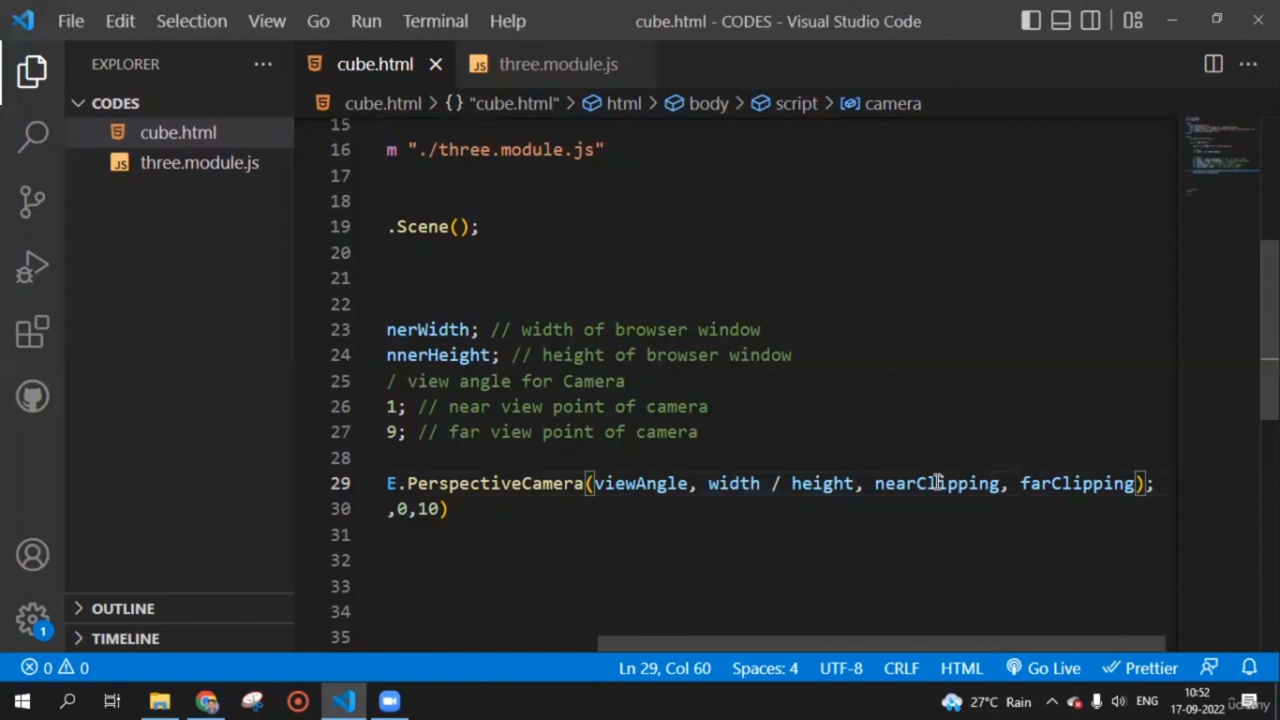 File Edit Selection View Go Run Terminal Help cube.html - CODES - Visual Studio Code
EXPLORER
CODES
cube.html
JS three.module.js
OUTLINE
TIMELINE
cube.html JS three.module.js
cube.html > {} "cube.html" > html > body > script > camera
15
16 m "./three.module.js"
17
18
19 .Scene();
20
21
22
23 nerWidth; // width of browser window
24 nnerHeight; // height of browser window
25 / view angle for Camera
26 1; // near view point of camera
27 9; // far view point of camera
28
29 E.PerspectiveCamera(viewAngle, width / height, nearClipping, farClipping);
30 ,0,10)
31
32
33
34
35
1
0 0 Ln 29, Col 60 Spaces: 4 UTF-8 CRLF HTML Go Live Prettier
27°C Rain ENG 10:52
17-09-2022
udemy